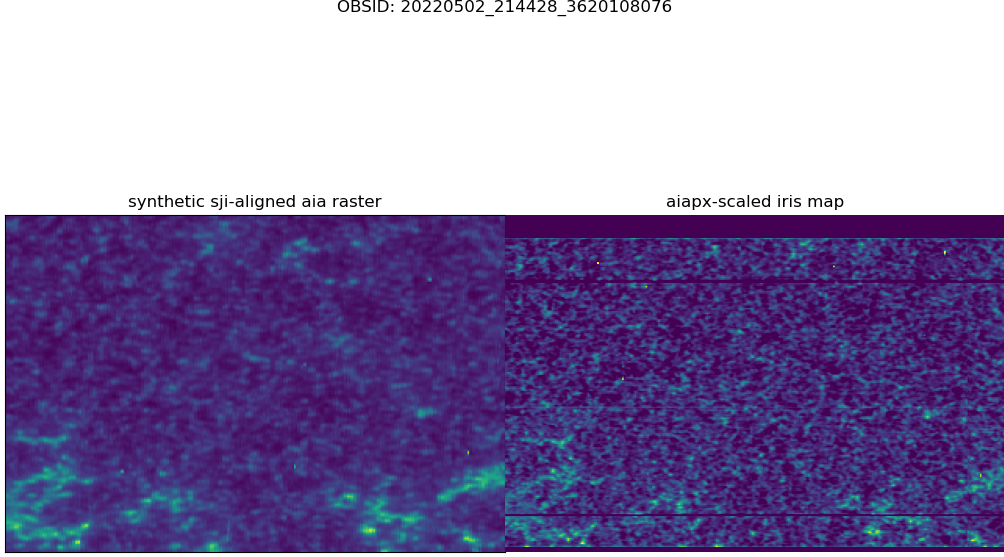 OBSID: 20220502_214428_3620108076
synthetic sji-aligned aia raster
aiapx-scaled iris map